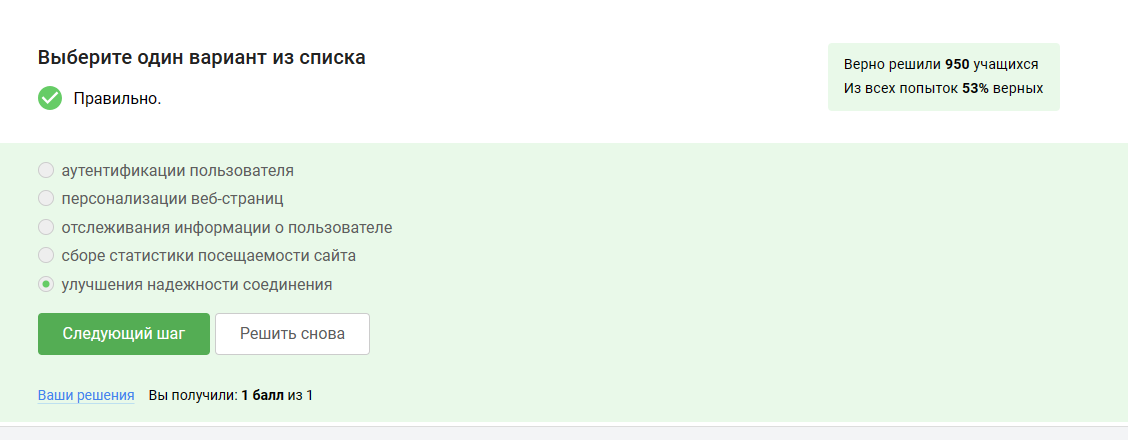 Выберите один вариант из списка
Правильно.
Верно решили 950 учащихся
Из всех попыток 53% верных
аутентификации пользователя
персонализации веб-страниц
отслеживания информации о пользователе
сборе статистики посещаемости сайта
улучшения надежности соединения
Следующий шаг
Решить снова
Ваши решения Вы получили: 1 балл из 1